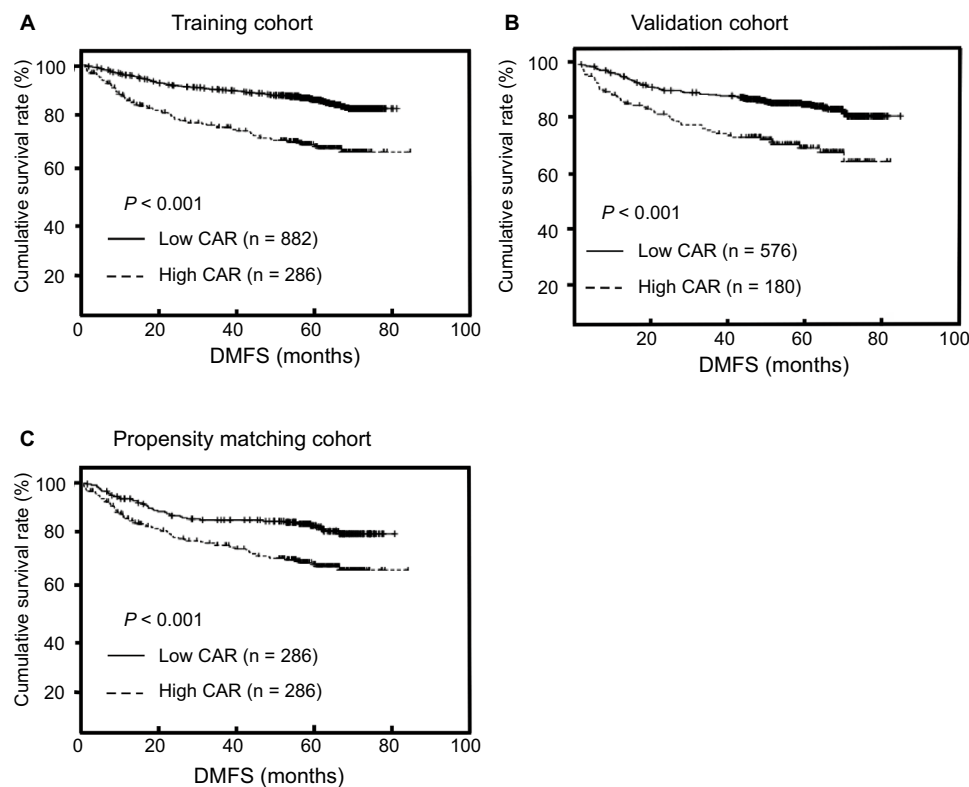 A Training cohort
Cumulative survival rate (%)
100
80
60
40
20
P < 0.001
Low CAR (n = 882)
High CAR (n = 286)
0 20 40 60 80 100
DMFS (months)
B Validation cohort
Cumulative survival rate (%)
100
80
60
40
20
P < 0.001
Low CAR (n = 576)
High CAR (n = 180)
20 40 60 80 100
DMFS (months)
C Propensity matching cohort
Cumulative survival rate (%)
100
80
60
40
20
P < 0.001
Low CAR (n = 286)
High CAR (n = 286)
0 20 40 60 80 100
DMFS (months)